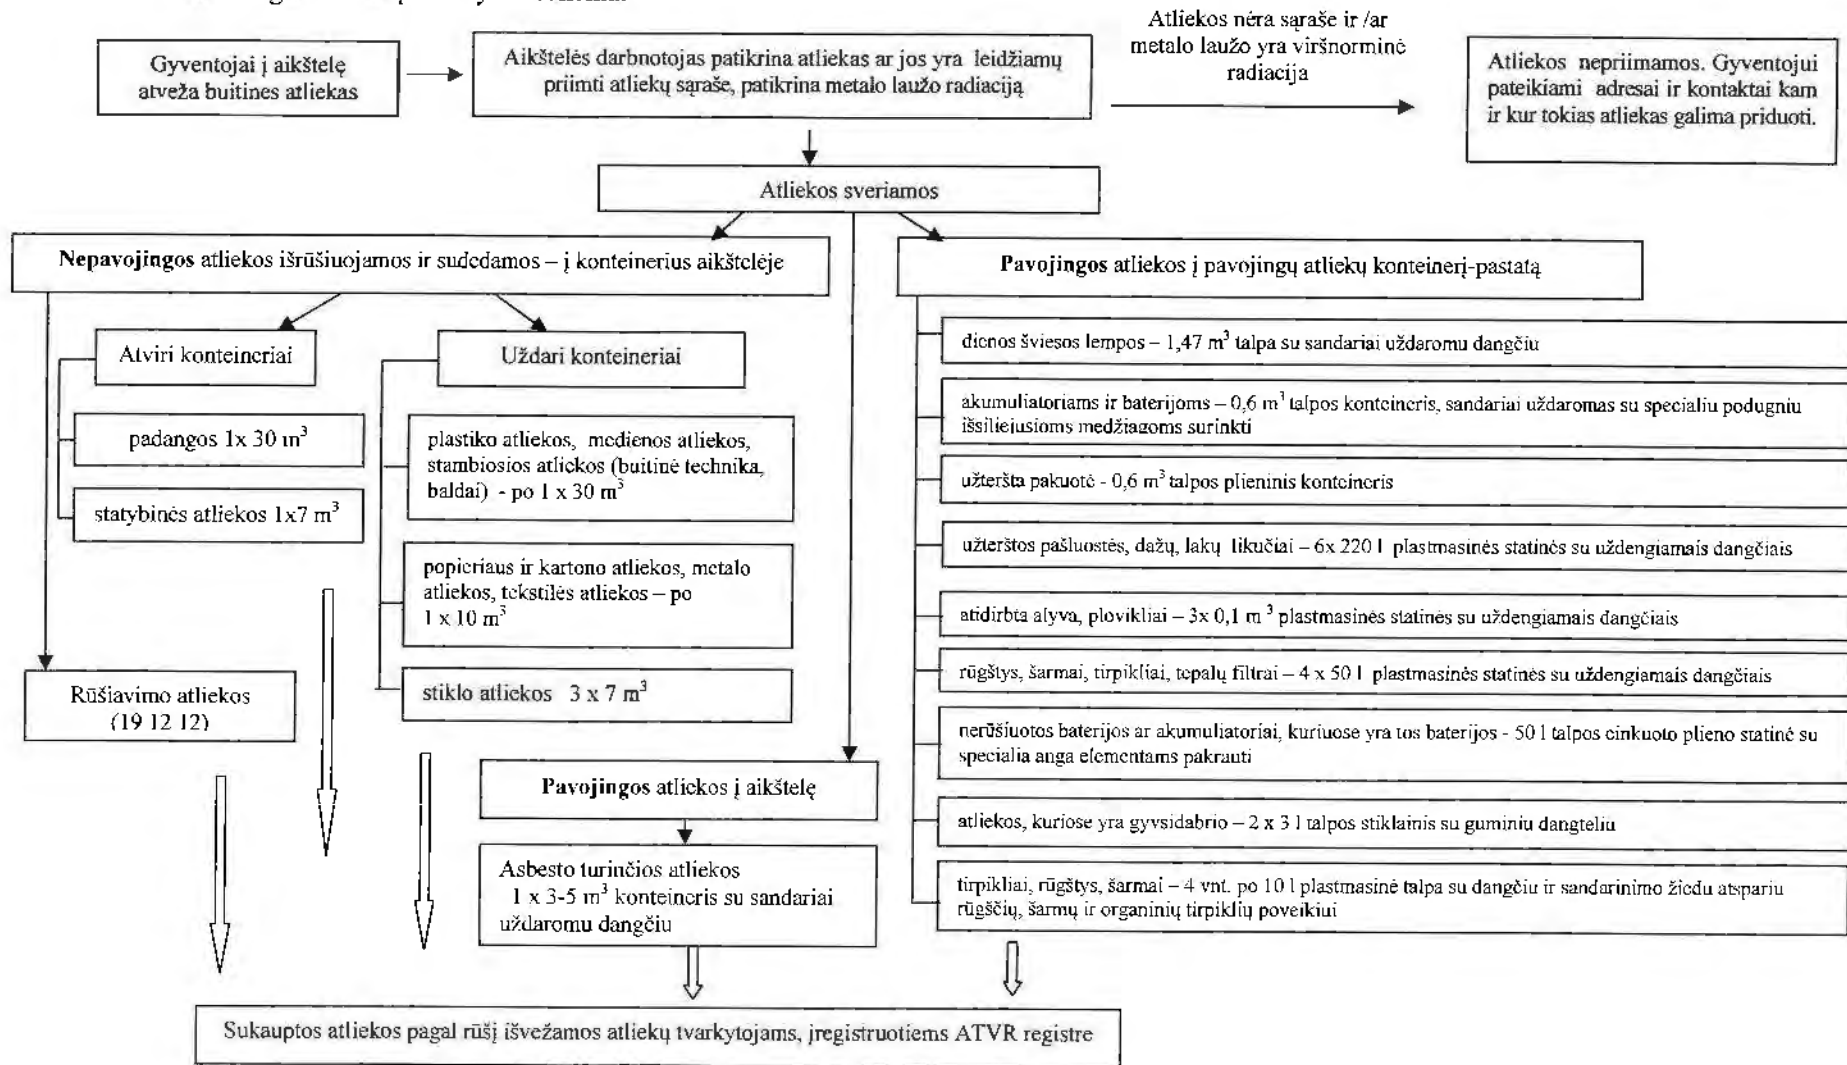 Gyventojai į aikštelę
atveža buitines atliekas
Aikštelės darbnotojas patikrina atliekas ar jos yra leidžiamų
priimti atliekų sąraše, patikrina metalo laužo radiaciją
Atliekos nėra sąraše ir /ar
metalo laužo yra viršnorminė
radiacija
Atliekos nepriimamos. Gyventojui
pateikiami adresai ir kontaktai kam
ir kur tokias atliekas galima priduoti.
Atliekos sveriamos
Nepavojingos atliekos išrūšiuojamos ir sudedamos – į konteinerius aikštelėje
Atviri konteineriai
padangos 1x 30 m³
statybinės atliekos 1x7 m³
Uždari konteineriai
plastiko atliekos, medienos atliekos,
stambiosios atliekos (buitinė technika,
baldai) - po 1 x 30 m³
popieriaus ir kartono atliekos, metalo
atliekos, tekstilės atliekos – po
1 x 10 m³
stiklo atliekos 3 x 7 m³
Rūšiavimo atliekos
(19 12 12)
Pavojingos atliekos į aikštelę
Asbesto turinčios atliekos
1 x 3-5 m³ konteineris su sandariai
uždaromu dangčiu
Pavojingos atliekos į pavojingų atliekų konteinerį-pastatą
dienos šviesos lempos – 1,47 m³ talpa su sandariai uždaromu dangčiu
akumuliatoriams ir baterijoms – 0,6 m³ talpos konteineris, sandariai uždaromas su specialiu padugniu
išsiliejusioms medžiagoms surinkti
užteršta pakuotė - 0,6 m³ talpos plieninis konteineris
užterštos pašluostės, dažų, lakų likučiai – 6x 220 l plastmasinės statinės su uždengiamais dangčiais
atidirbta alyva, plovikliai – 3x 0,1 m³ plastmasinės statinės su uždengiamais dangčiais
rūgštys, šarmai, tirpikliai, tepalų filtrai – 4 x 50 l plastmasinės statinės su uždengiamais dangčiais
nerūšiuotos baterijos ar akumuliatoriai, kuriuose yra tos baterijos - 50 l talpos cinkuoto plieno statinė su
specialia anga elementams pakrauti
atliekos, kuriose yra gyvsidabrio – 2 x 3 l talpos stiklainis su guminiu dangteliu
tirpikliai, rūgštys, šarmai – 4 vnt. po 10 l plastmasinė talpa su dangčiu ir sandarinimo žiedu atspariu
rūgščių, šarmų ir organinių tirpiklių poveikiui
Sukauptos atliekos pagal rūšį išvežamos atliekų tvarkytojams, įregistruotiems ATVR registre